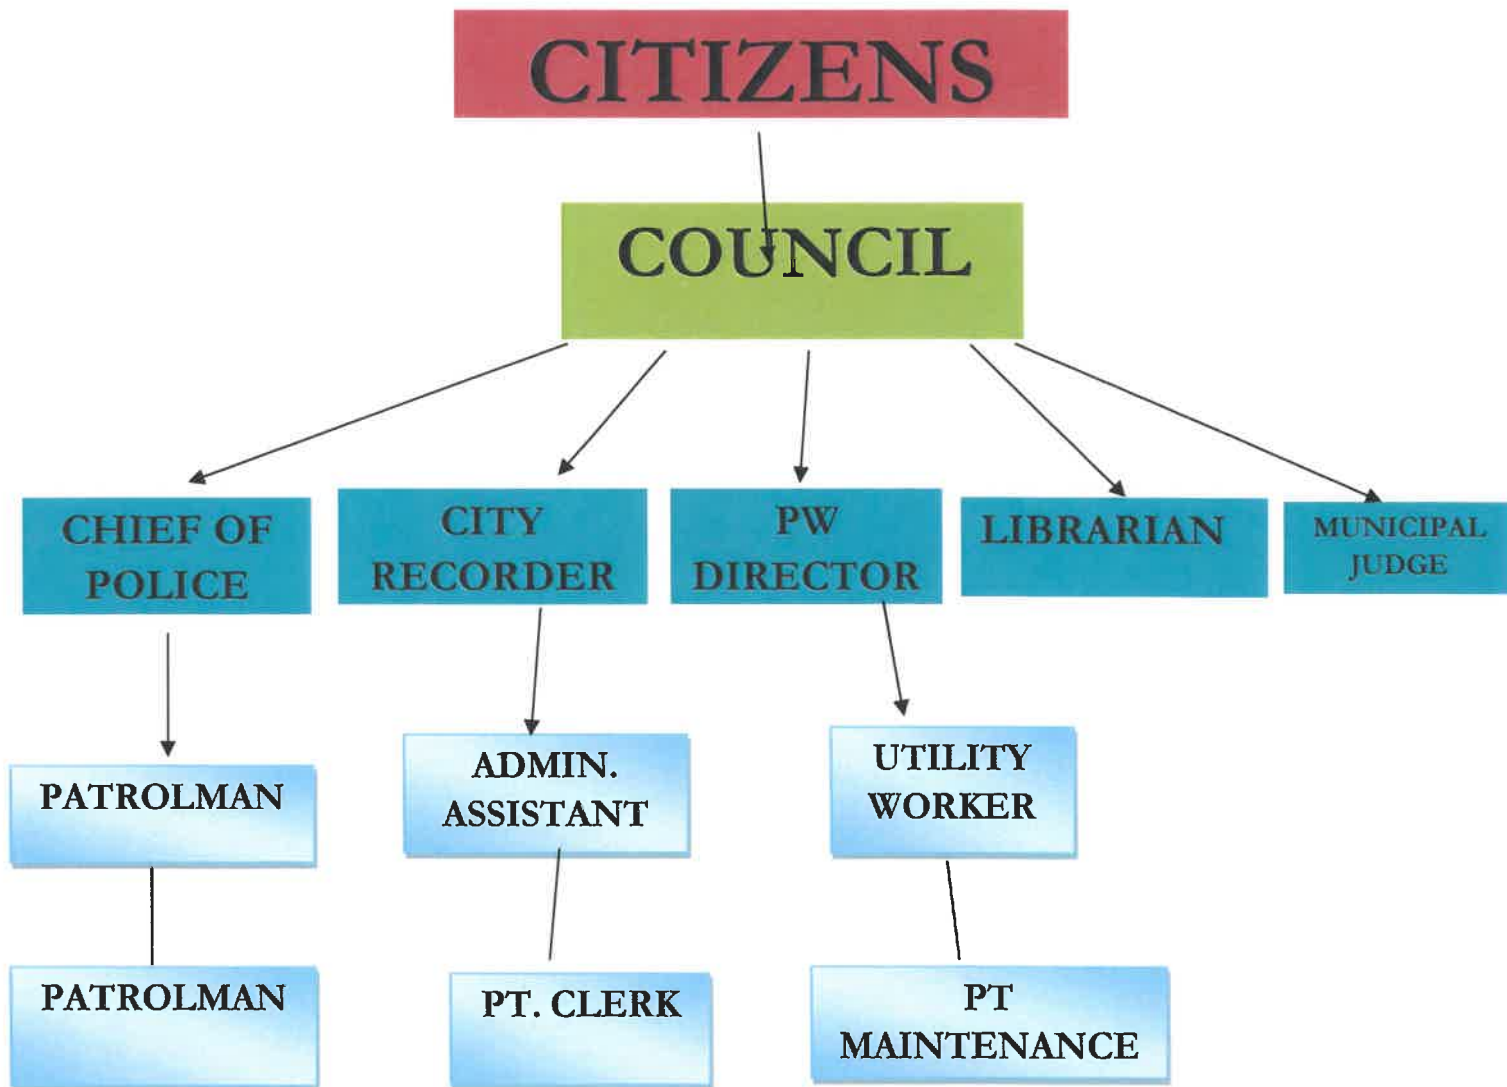 CITIZENS
COUNCIL
CHIEF OF
POLICE
CITY
RECORDER
PW
DIRECTOR
LIBRARIAN
MUNICIPAL
JUDGE
PATROLMAN
ADMIN.
ASSISTANT
UTILITY
WORKER
PATROLMAN
PT. CLERK
PT
MAINTENANCE